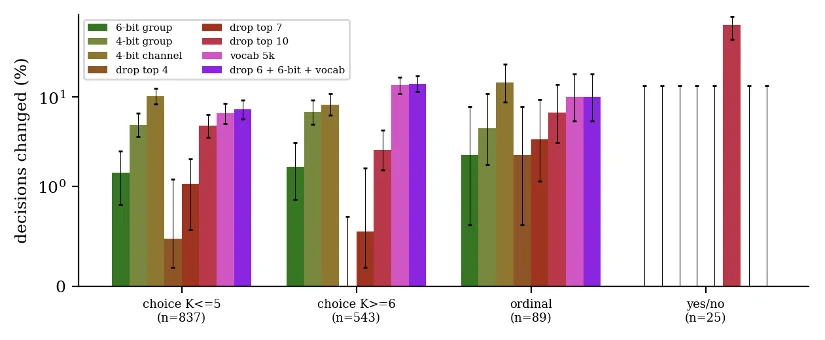 decisions changed (%)
10¹
10⁰
0
6-bit group
4-bit group
4-bit channel
drop top 4
drop top 7
drop top 10
vocab 5k
drop 6 + 6-bit + vocab
choice K<=5
(n=837)
choice K>=6
(n=543)
ordinal
(n=89)
yes/no
(n=25)